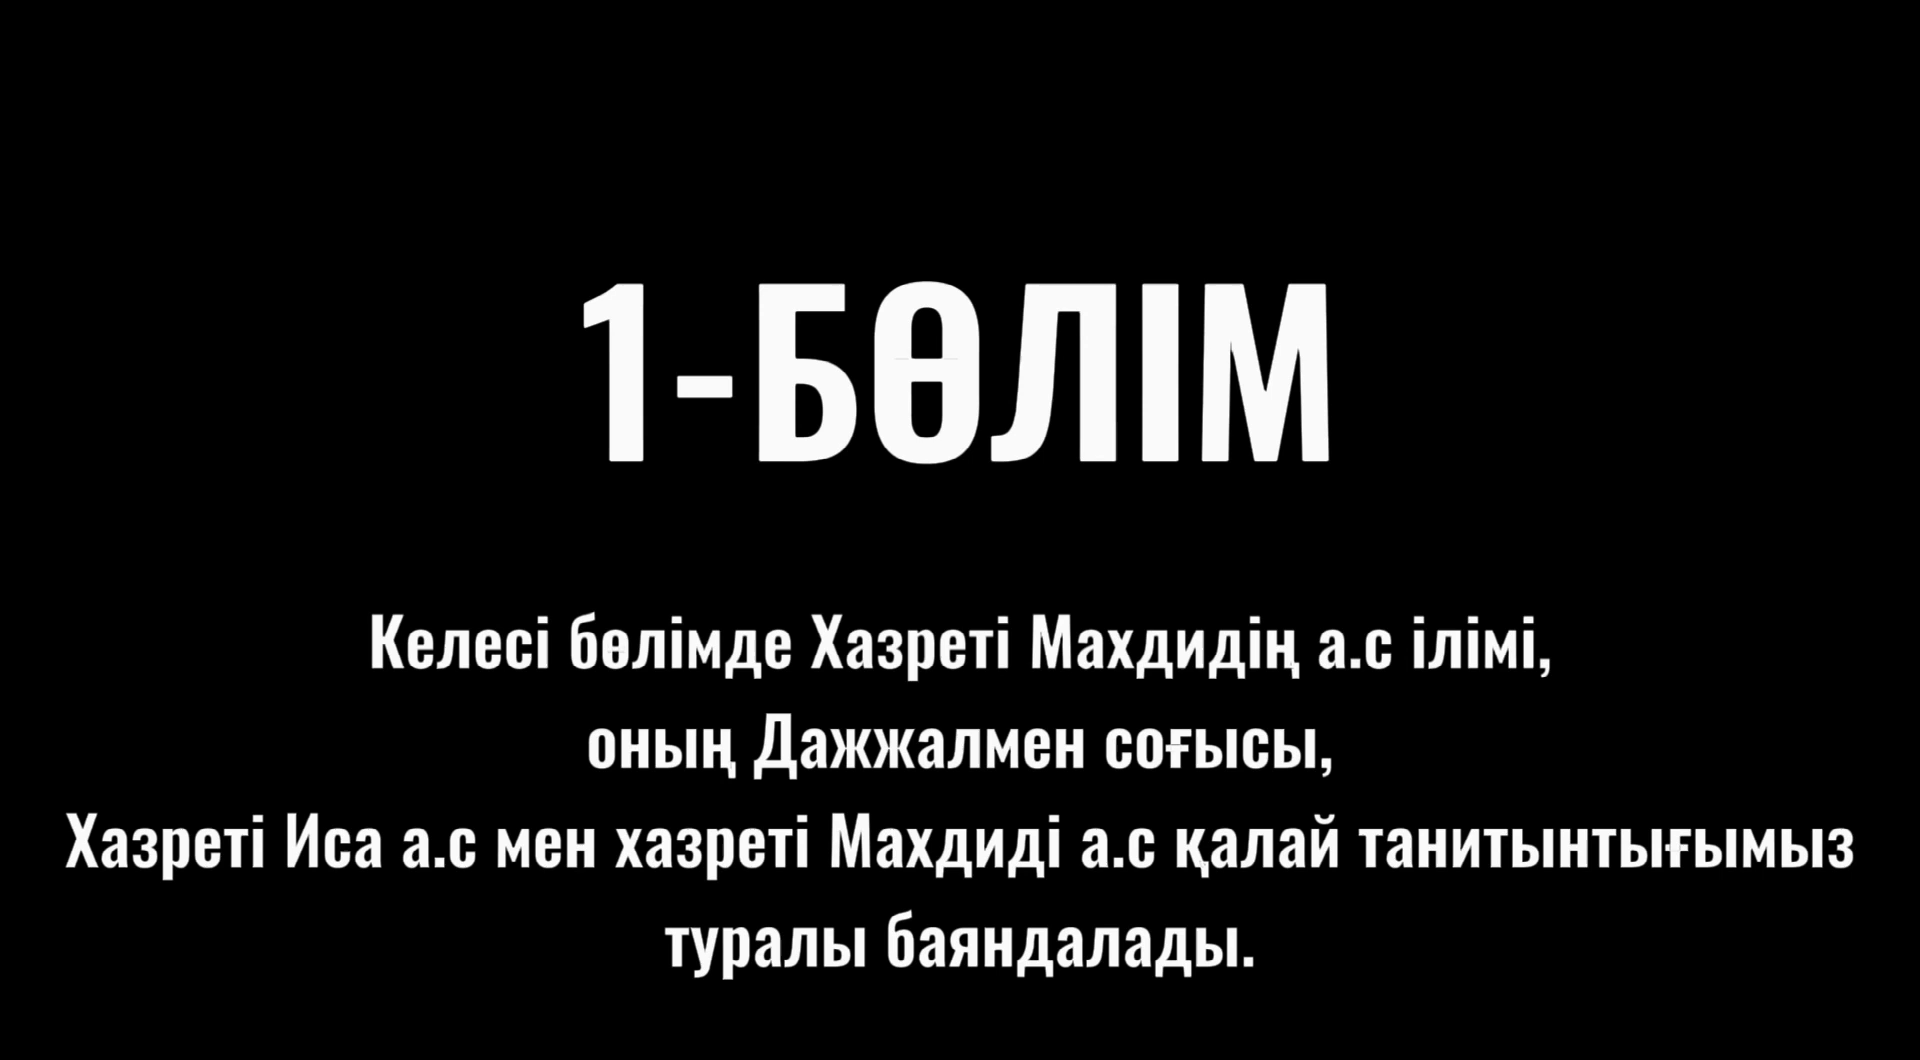 1-БӨЛІМ
Келесі бөлімде Хазреті Махдидің а.с ілімі,
оның Дажжалмен соғысы,
Хазреті Иса а.с мен хазреті Махдиді а.с қалай танитынтығымыз
туралы баяндалады.